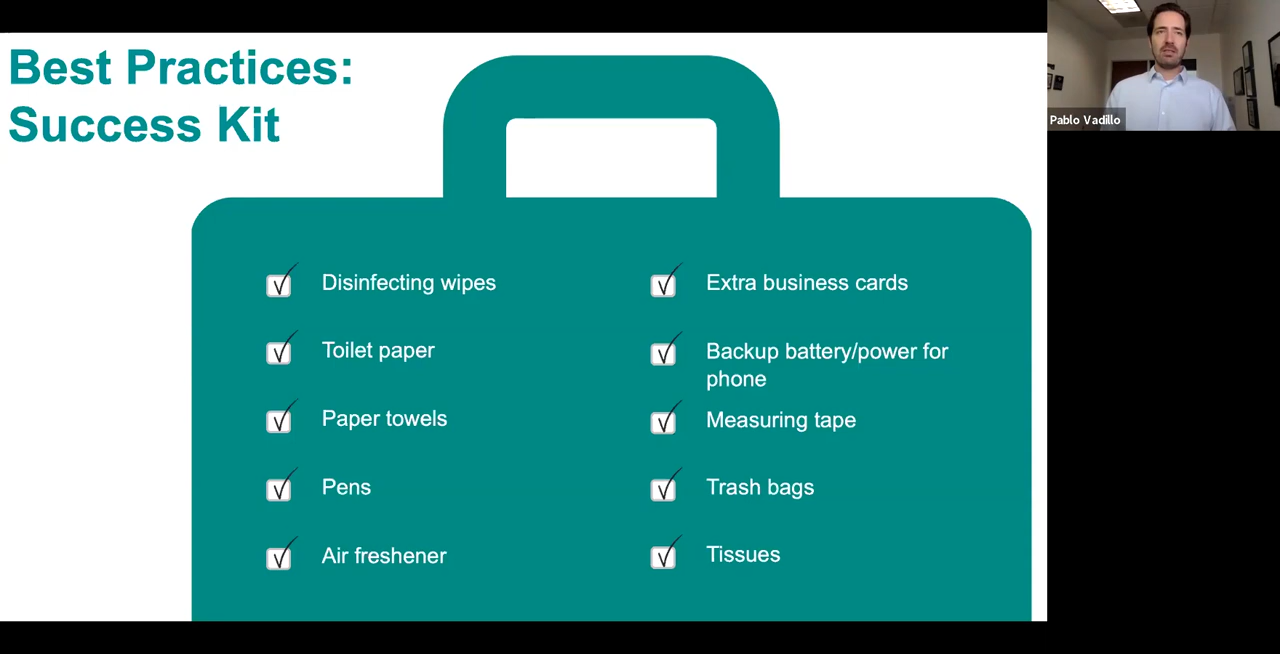 Best Practices:
Success Kit
Pablo Vadillo
Disinfecting wipes
Toilet paper
Paper towels
Pens
Air freshener
Extra business cards
Backup battery/power for
phone
Measuring tape
Trash bags
Tissues